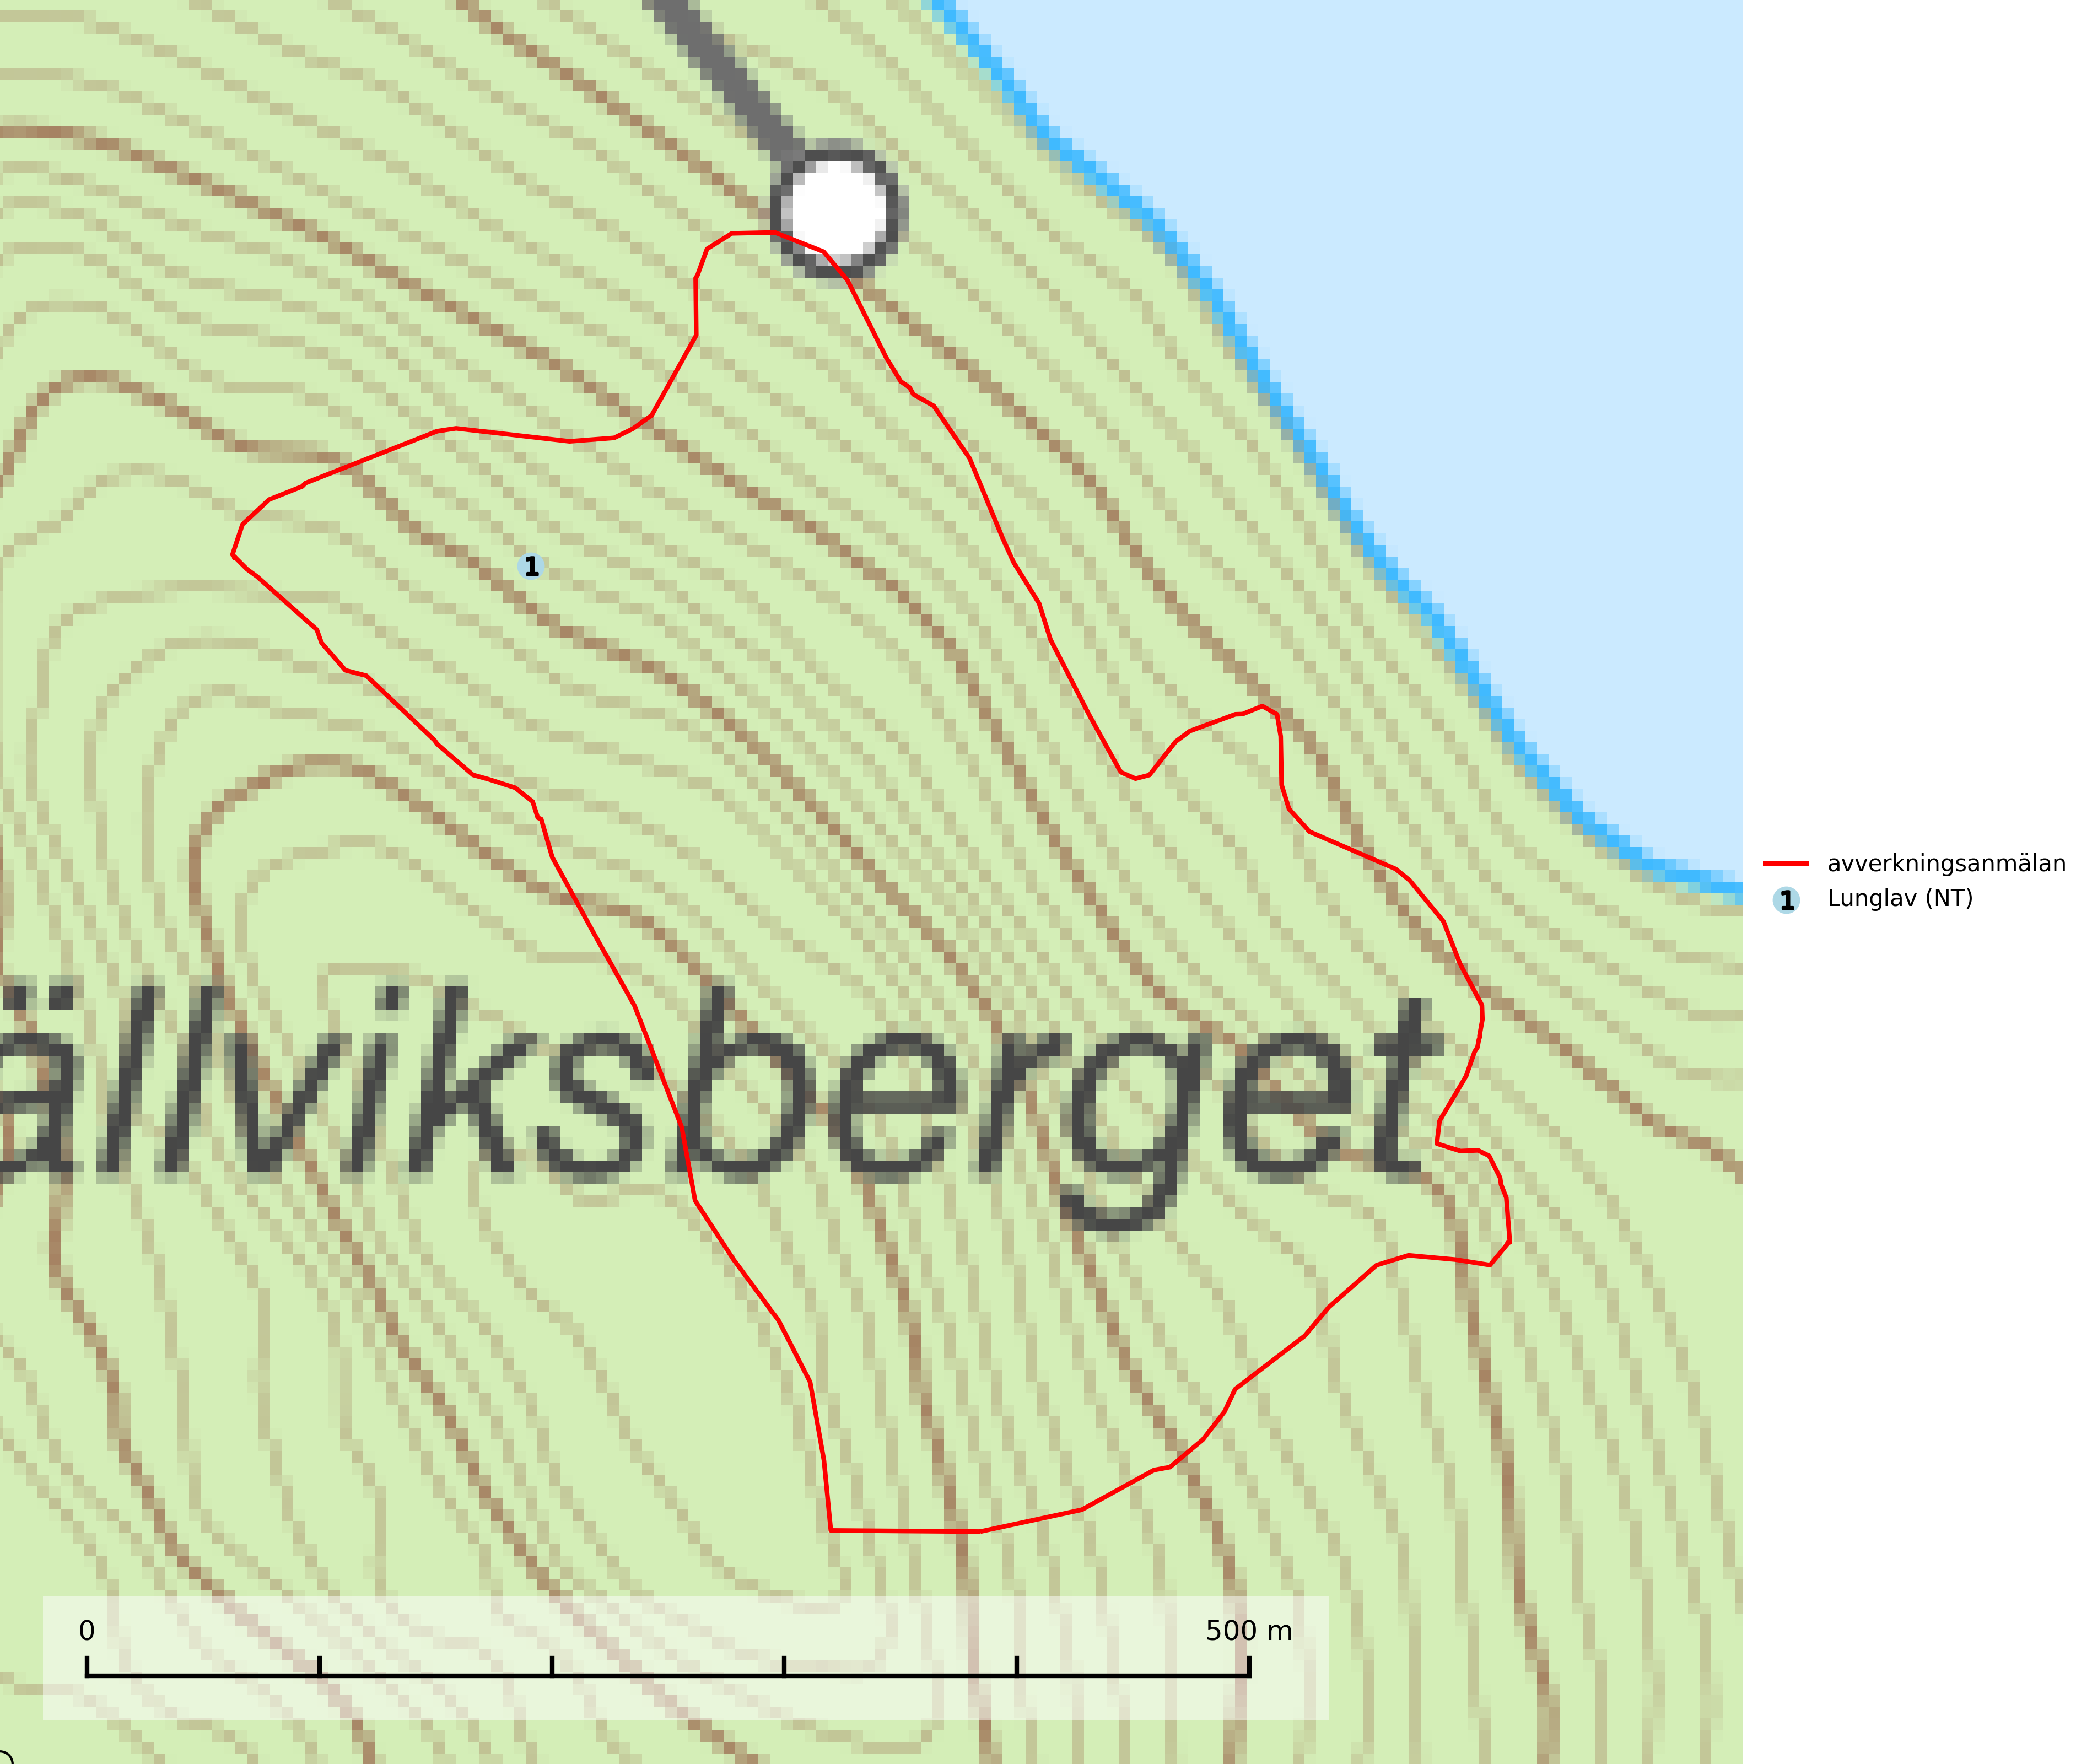 1
ällviksberget
avverkningsanmälan
1 Lunglav (NT)
0 500 m